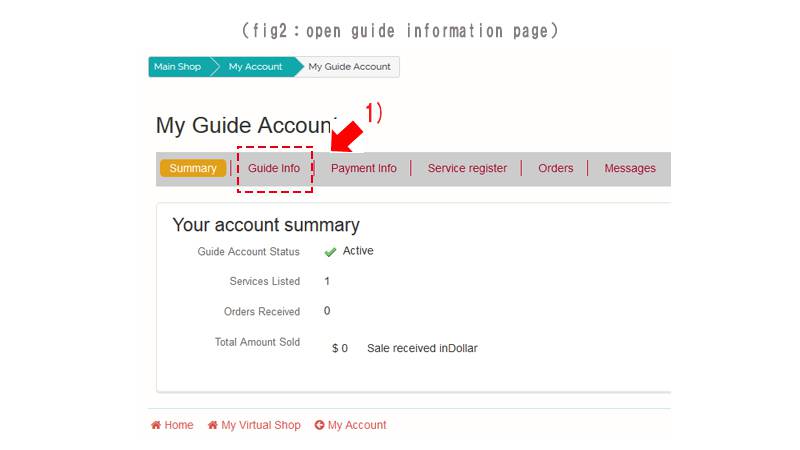 (fig2：open guide information page)
Main Shop My Account My Guide Account
1)
My Guide Account
Summary Guide Info Payment Info Service register Orders Messages
Your account summary
Guide Account Status Active
Services Listed 1
Orders Received 0
Total Amount Sold $ 0 Sale received inDollar
Home My Virtual Shop My Account